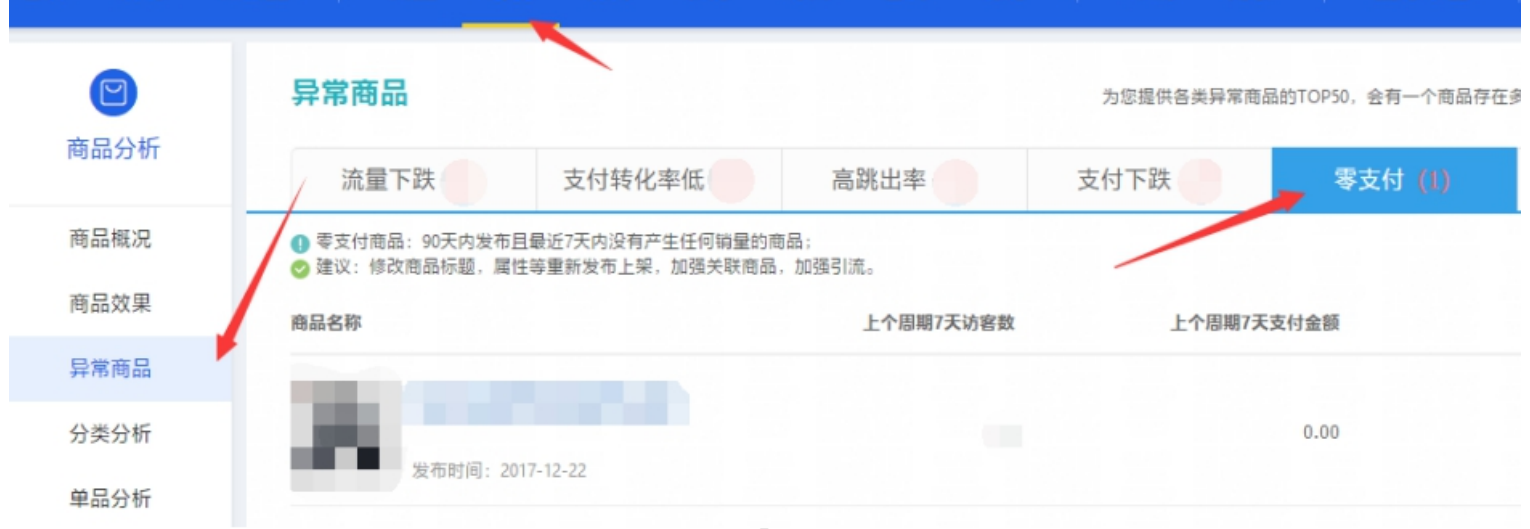 异常商品
为您提供各类异常商品的TOP50，会有一个商品存在多
商品分析
流量下跌 支付转化率低 高跳出率 支付下跌 零支付 (1)
商品概况
零支付商品：90天内发布且最近7天内没有产生任何销量的商品；
建议：修改商品标题，属性等重新发布上架，加强关联商品，加强引流。
商品效果
商品名称 上个周期7天访客数 上个周期7天支付金额
异常商品
分类分析
0.00
发布时间：2017-12-22
单品分析